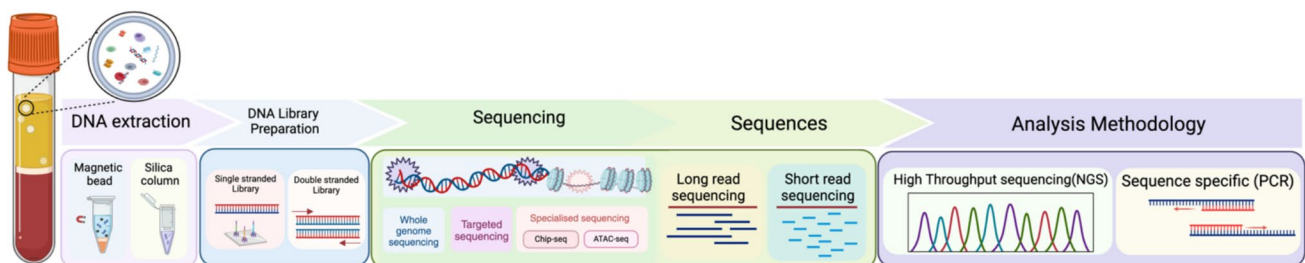 DNA extraction
DNA Library
Preparation
Sequencing
Sequences
Analysis Methodology
Magnetic
bead
Silica
column
Single stranded
Library
Double stranded
Library
Whole
genome
sequencing
Targeted
sequencing
Specialised sequencing
Chip-seq
ATAC-seq
Long read
sequencing
Short read
sequencing
High Throughput sequencing(NGS)
Sequence specific (PCR)